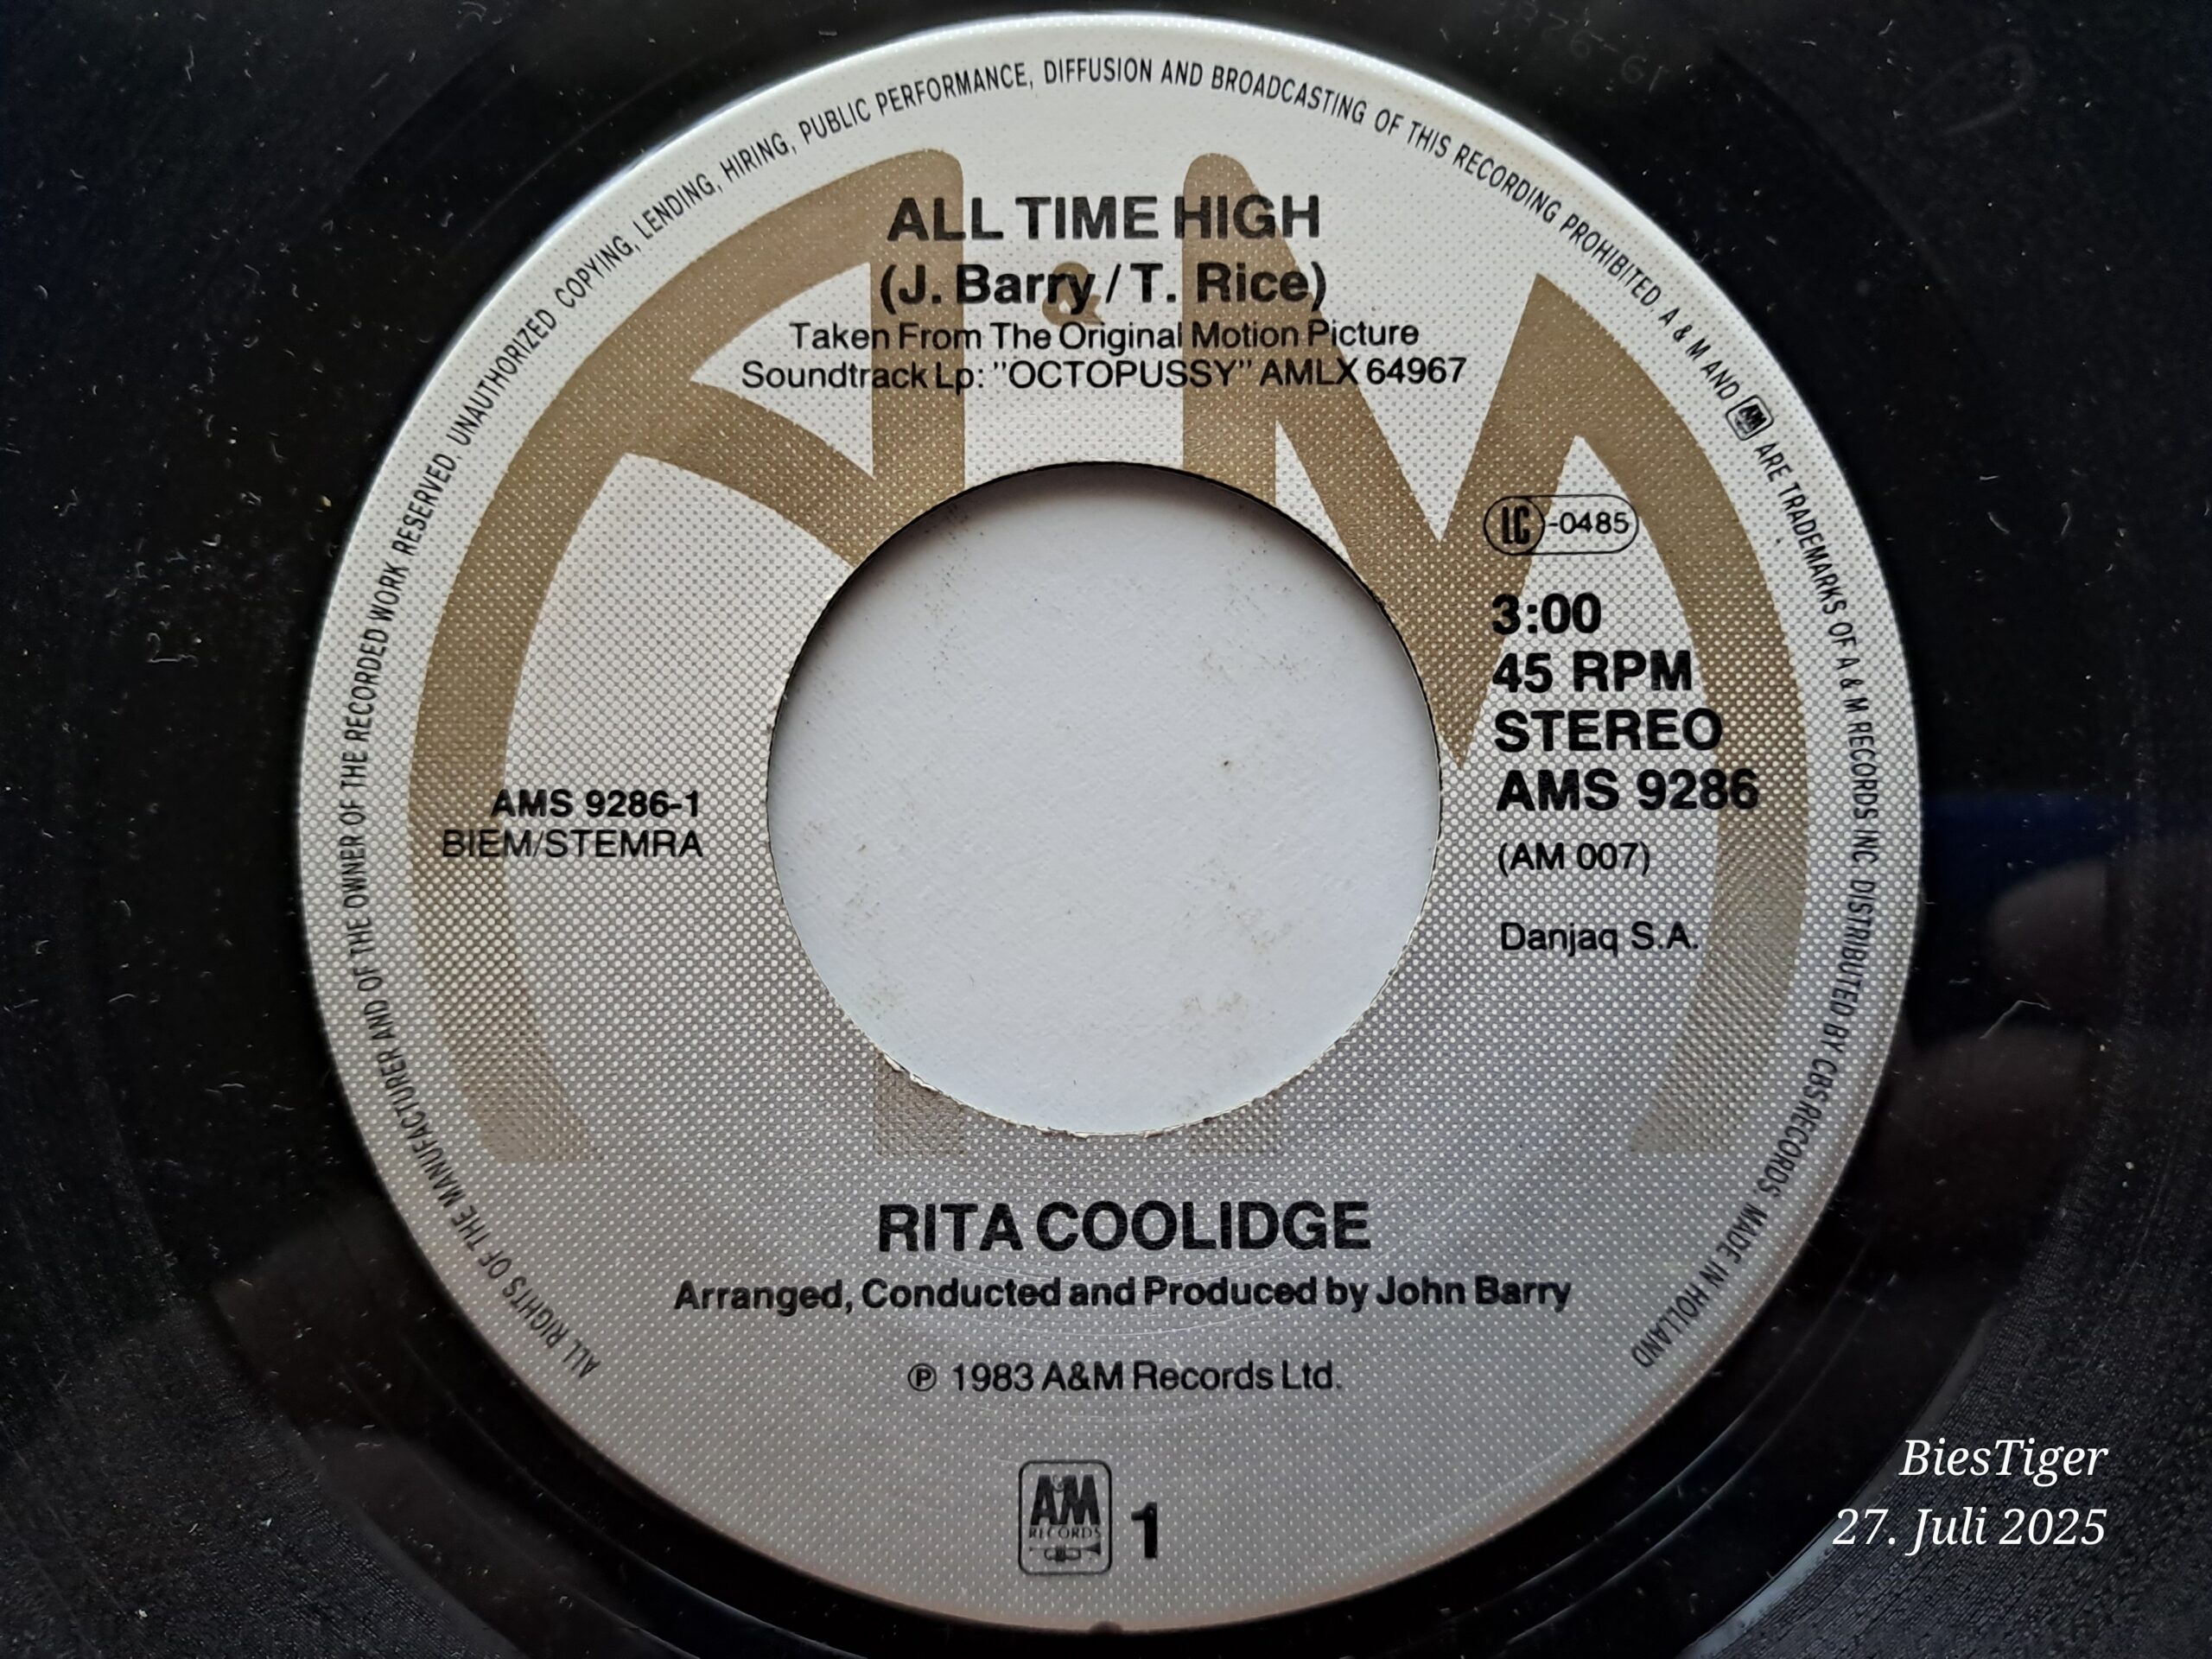 ALL RIGHTS OF THE MANUFACTURER AND OF THE OWNER OF THE RECORDED WORK RESERVED. UNAUTHORIZED COPYING, LENDING, HIRING, PUBLIC PERFORMANCE, DIFFUSION AND BROADCASTING OF THIS RECORDING PROHIBITED A & M AND AM ARE TRADEMARKS OF A & M RECORDS INC DISTRIBUTED BY CBS RECORDS. MADE IN HOLLAND
A & M
ALL TIME HIGH
(J. Barry / T. Rice)
Taken From The Original Motion Picture
Soundtrack Lp: "OCTOPUSSY" AMLX 64967
LC-0485
3:00
45 RPM
STEREO
AMS 9286
(AM 007)
Danjaq S.A.
AMS 9286-1
BIEM/STEMRA
RITA COOLIDGE
Arranged, Conducted and Produced by John Barry
℗ 1983 A&M Records Ltd.
A&M
RECORDS
1
BiesTiger
27. Juli 2025